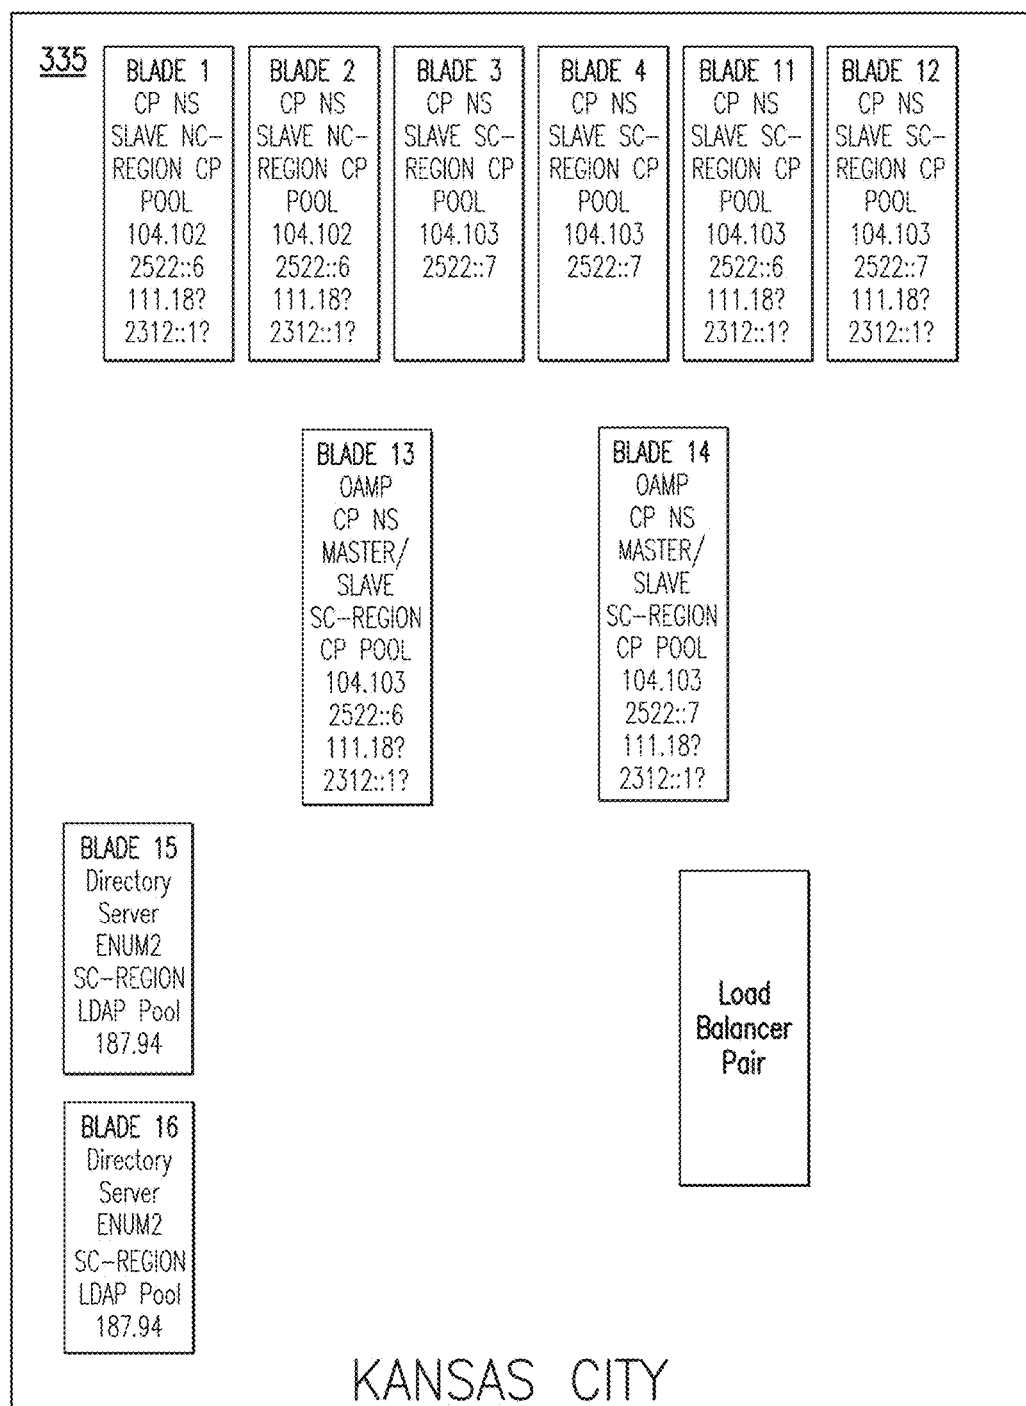 335
BLADE 1
CP NS
SLAVE NC-
REGION CP
POOL
104.102
2522::6
111.18?
2312::1?
BLADE 2
CP NS
SLAVE NC-
REGION CP
POOL
104.102
2522::6
111.18?
2312::1?
BLADE 3
CP NS
SLAVE SC-
REGION CP
POOL
104.103
2522::7
BLADE 4
CP NS
SLAVE SC-
REGION CP
POOL
104.103
2522::7
BLADE 11
CP NS
SLAVE SC-
REGION CP
POOL
104.103
2522::6
111.18?
2312::1?
BLADE 12
CP NS
SLAVE SC-
REGION CP
POOL
104.103
2522::7
111.18?
2312::1?
BLADE 13
OAMP
CP NS
MASTER/
SLAVE
SC-REGION
CP POOL
104.103
2522::6
111.18?
2312::1?
BLADE 14
OAMP
CP NS
MASTER/
SLAVE
SC-REGION
CP POOL
104.103
2522::7
111.18?
2312::1?
BLADE 15
Directory
Server
ENUM2
SC-REGION
LDAP Pool
187.94
Load
Balancer
Pair
BLADE 16
Directory
Server
ENUM2
SC-REGION
LDAP Pool
187.94
KANSAS CITY